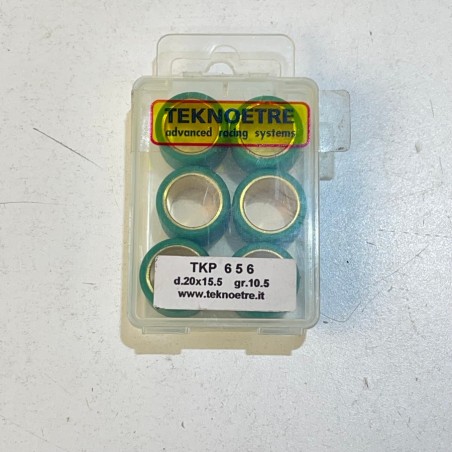 TEKNOETRE
advanced racing systems
TKP 656
d.20x15.5 gr.10.5
www.teknoetre.it